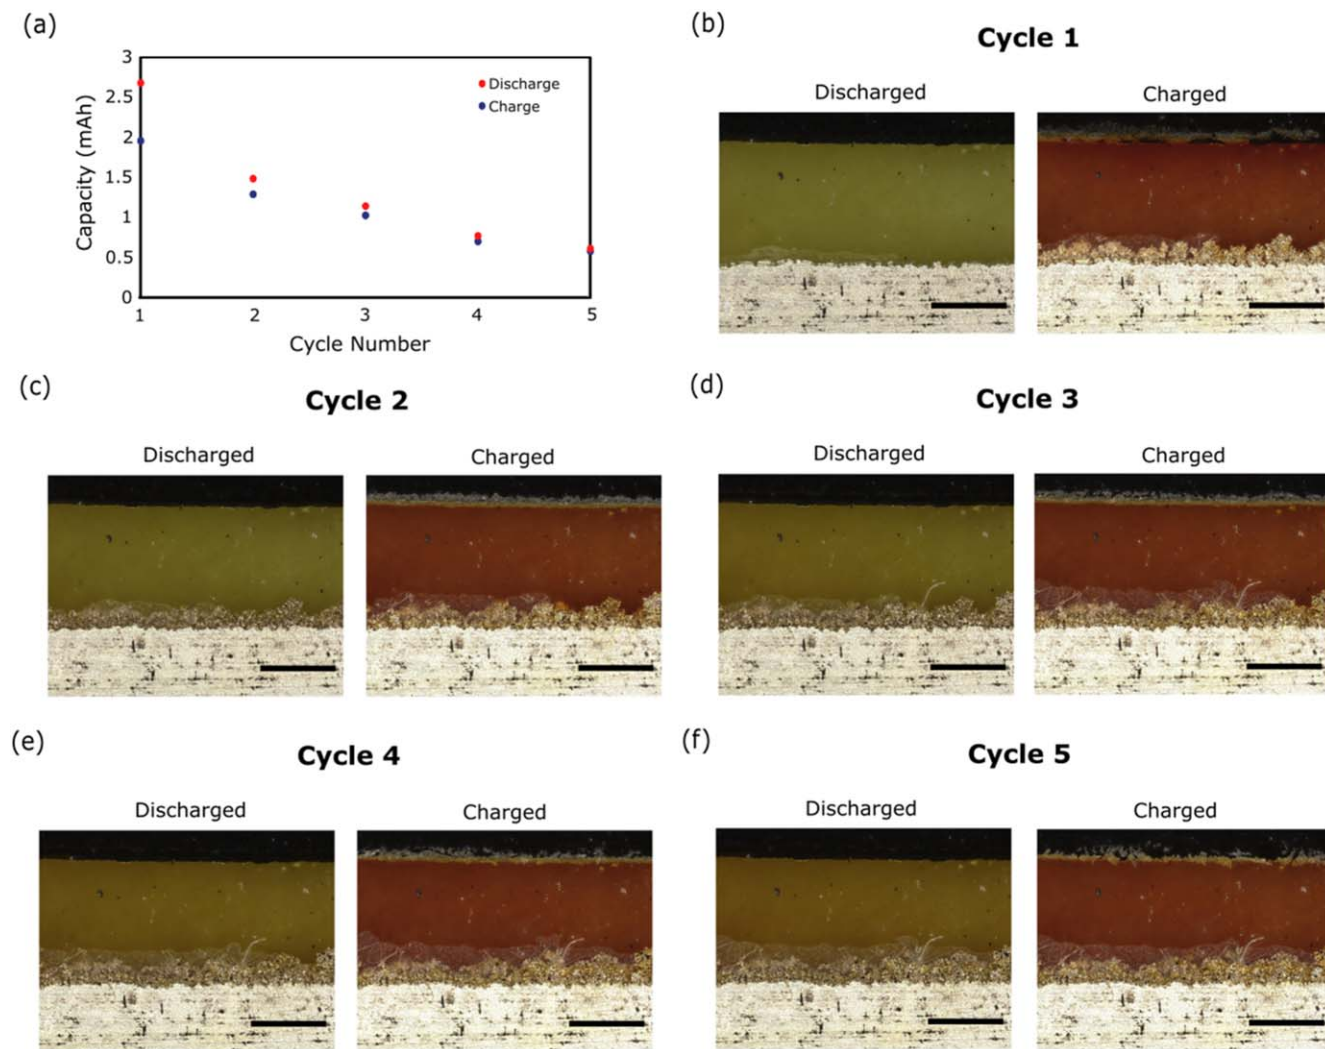 (a)
3
2.5
2
1.5
1
0.5
0
Capacity (mAh)
Discharge
Charge
1 2 3 4 5
Cycle Number
(b)
Cycle 1
Discharged Charged
(c)
Cycle 2
Discharged Charged
(d)
Cycle 3
Discharged Charged
(e)
Cycle 4
Discharged Charged
(f)
Cycle 5
Discharged Charged